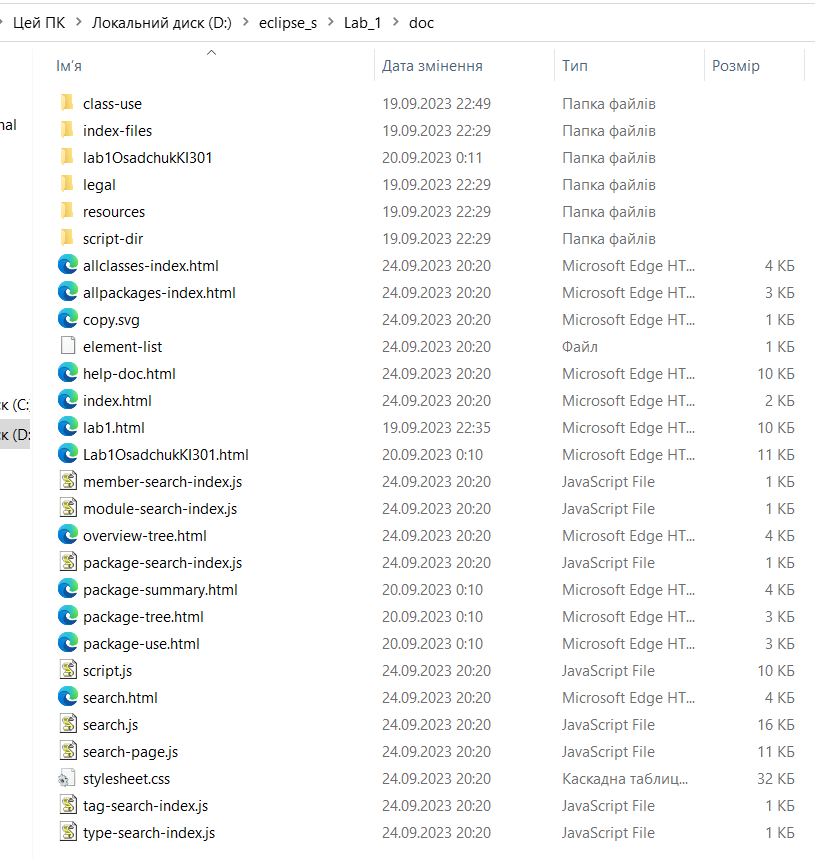 Цей ПК > Локальний диск (D:) > eclipse_s > Lab_1 > doc
Ім'я Дата змінення Тип Розмір
class-use 19.09.2023 22:49 Папка файлів
index-files 19.09.2023 22:29 Папка файлів
lab1OsadchukKI301 20.09.2023 0:11 Папка файлів
legal 19.09.2023 22:29 Папка файлів
resources 19.09.2023 22:29 Папка файлів
script-dir 19.09.2023 22:29 Папка файлів
allclasses-index.html 24.09.2023 20:20 Microsoft Edge HT... 4 КБ
allpackages-index.html 24.09.2023 20:20 Microsoft Edge HT... 3 КБ
copy.svg 24.09.2023 20:20 Microsoft Edge HT... 1 КБ
element-list 24.09.2023 20:20 Файл 1 КБ
help-doc.html 24.09.2023 20:20 Microsoft Edge HT... 10 КБ
index.html 24.09.2023 20:20 Microsoft Edge HT... 2 КБ
lab1.html 19.09.2023 22:35 Microsoft Edge HT... 10 КБ
Lab1OsadchukKI301.html 20.09.2023 0:10 Microsoft Edge HT... 11 КБ
member-search-index.js 24.09.2023 20:20 JavaScript File 1 КБ
module-search-index.js 24.09.2023 20:20 JavaScript File 1 КБ
overview-tree.html 24.09.2023 20:20 Microsoft Edge HT... 4 КБ
package-search-index.js 24.09.2023 20:20 JavaScript File 1 КБ
package-summary.html 20.09.2023 0:10 Microsoft Edge HT... 4 КБ
package-tree.html 20.09.2023 0:10 Microsoft Edge HT... 3 КБ
package-use.html 20.09.2023 0:10 Microsoft Edge HT... 3 КБ
script.js 24.09.2023 20:20 JavaScript File 10 КБ
search.html 24.09.2023 20:20 Microsoft Edge HT... 4 КБ
search.js 24.09.2023 20:20 JavaScript File 16 КБ
search-page.js 24.09.2023 20:20 JavaScript File 11 КБ
stylesheet.css 24.09.2023 20:20 Каскадна таблиц... 32 КБ
tag-search-index.js 24.09.2023 20:20 JavaScript File 1 КБ
type-search-index.js 24.09.2023 20:20 JavaScript File 1 КБ